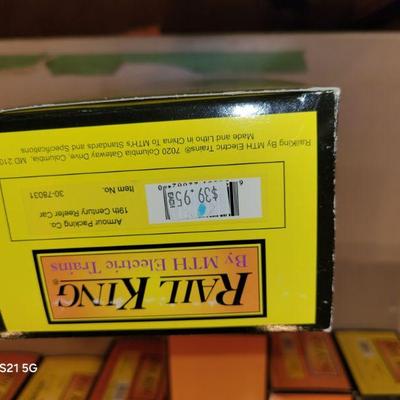 RAIL KING®
By MTH Electric Trains
Armour Packing Co.
19th Century Reefer Car
Item No. 30-78031
$39.95
EACH
RailKing By MTH Electric Trains® 7020 Columbia Gateway Drive, Columbia, MD 210
Made and Litho in China To MTH's Standards and Specifications
S21 5G